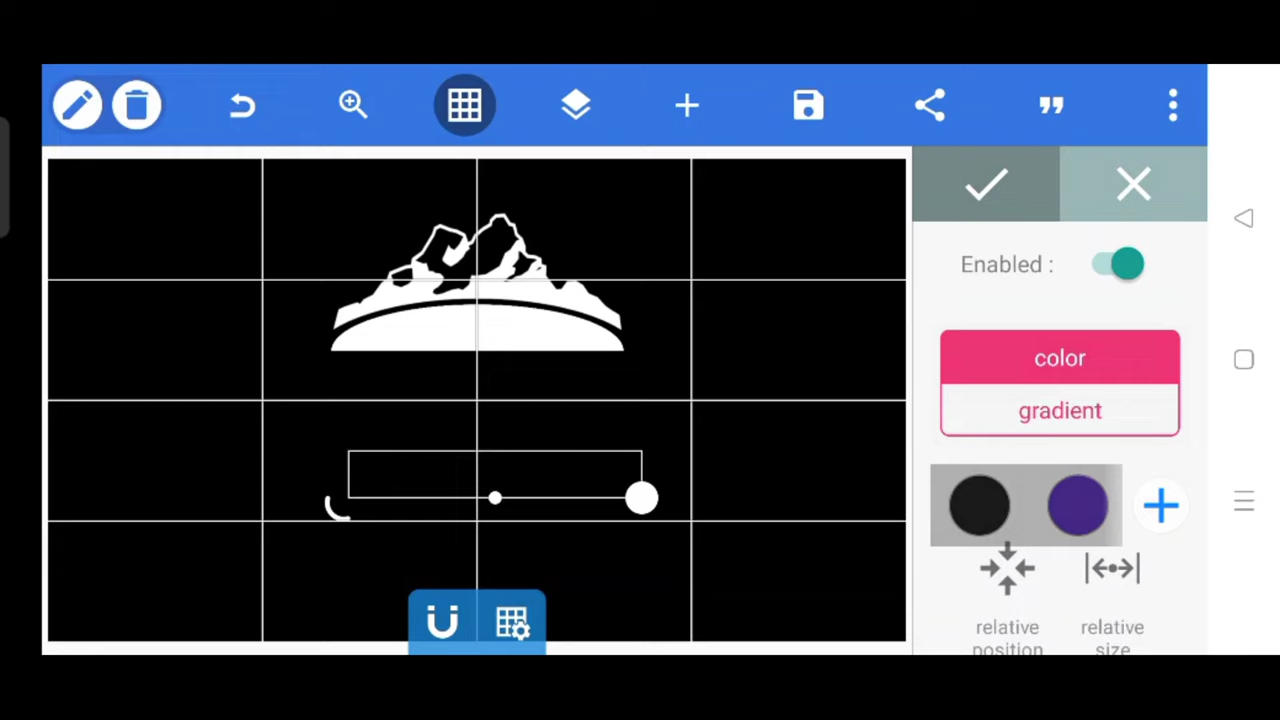 Enabled :
color
gradient
relative
position
relative
size